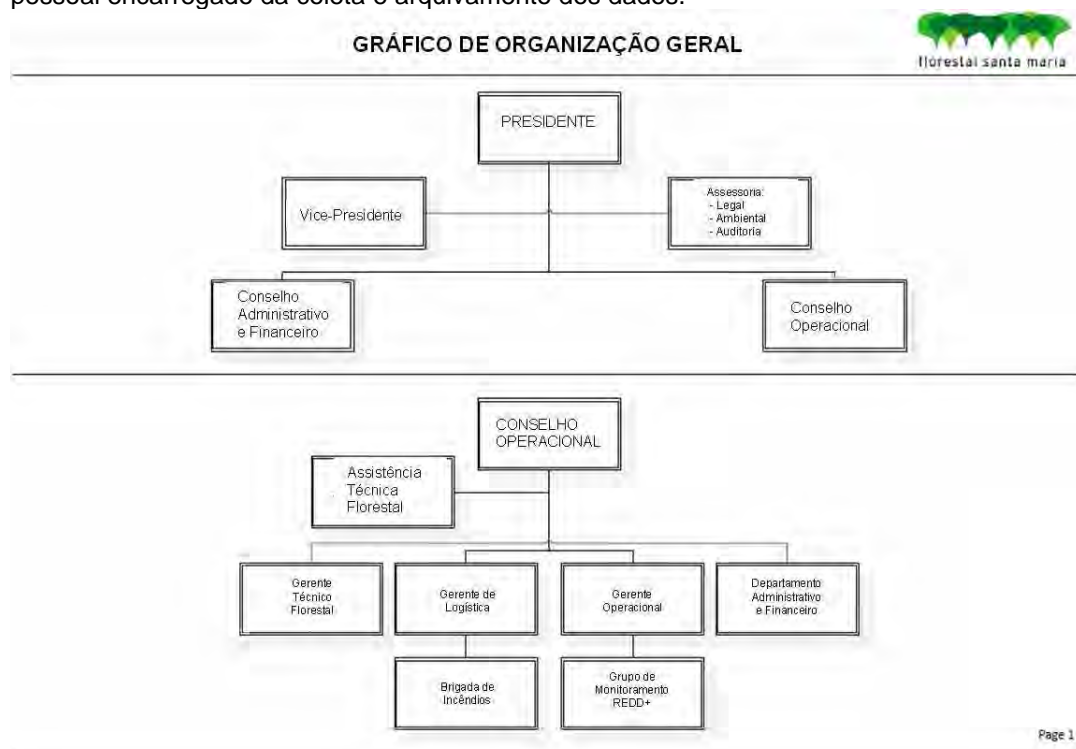 pessoal encarregado da coleta e arquivamento dos dados.
GRÁFICO DE ORGANIZAÇÃO GERAL
florestal santa maria
PRESIDENTE
Vice-Presidente
Assessoria:
- Legal
- Ambiental
- Auditoria
Conselho
Administrativo
e Financeiro
Conselho
Operacional
CONSELHO
OPERACIONAL
Assistência
Técnica
Florestal
Gerente
Técnico
Florestal
Gerente de
Logística
Gerente
Operacional
Departamento
Administrativo
e Financeiro
Brigada de
Incêndios
Grupo de
Monitoramento
REDD+
Page 1